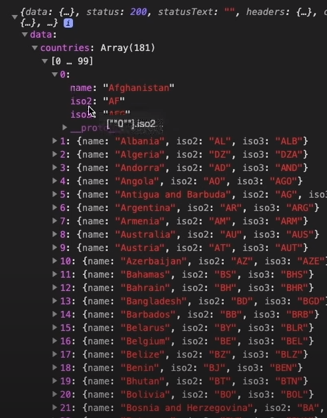 {data: {…}, status: 200, statusText: "", headers: {…},
{…}, …} i
▼ data:
▼ countries: Array(181)
▼ [0 … 99]
▼ 0:
name: "Afghanistan"
iso2: "AF"
[""0""].iso2
▶ 1: {name: "Albania", iso2: "AL", iso3: "ALB"}
▶ 2: {name: "Algeria", iso2: "DZ", iso3: "DZA"}
▶ 3: {name: "Andorra", iso2: "AD", iso3: "AND"}
▶ 4: {name: "Angola", iso2: "AO", iso3: "AGO"}
▶ 5: {name: "Antigua and Barbuda", iso2: "AG",
▶ 6: {name: "Argentina", iso2: "AR", iso3: "ARG"}
▶ 7: {name: "Armenia", iso2: "AM", iso3: "ARM"}
▶ 8: {name: "Australia", iso2: "AU", iso3: "AUS"}
▶ 9: {name: "Austria", iso2: "AT", iso3: "AUT"}
▶ 10: {name: "Azerbaijan", iso2: "AZ", iso3: "AZE"
▶ 11: {name: "Bahamas", iso2: "BS", iso3: "BHS"}
▶ 12: {name: "Bahrain", iso2: "BH", iso3: "BHR"}
▶ 13: {name: "Bangladesh", iso2: "BD", iso3: "BGD"
▶ 14: {name: "Barbados", iso2: "BB", iso3: "BRB"}
▶ 15: {name: "Belarus", iso2: "BY", iso3: "BLR"}
▶ 16: {name: "Belgium", iso2: "BE", iso3: "BEL"}
▶ 17: {name: "Belize", iso2: "BZ", iso3: "BLZ"}
▶ 18: {name: "Benin", iso2: "BJ", iso3: "BEN"}
▶ 19: {name: "Bhutan", iso2: "BT", iso3: "BTN"}
▶ 20: {name: "Bolivia", iso2: "BO", iso3: "BOL"}
▶ 21: {name: "Bosnia and Herzegovina", iso2: "BA",